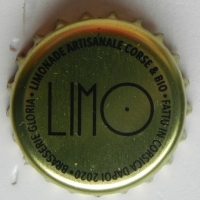 LIMO
LIMONADE ARTISANALE CORSE & BIO • FATTU IN CORSICA DAPOI 2020 • BRASSERIE GLORIA •